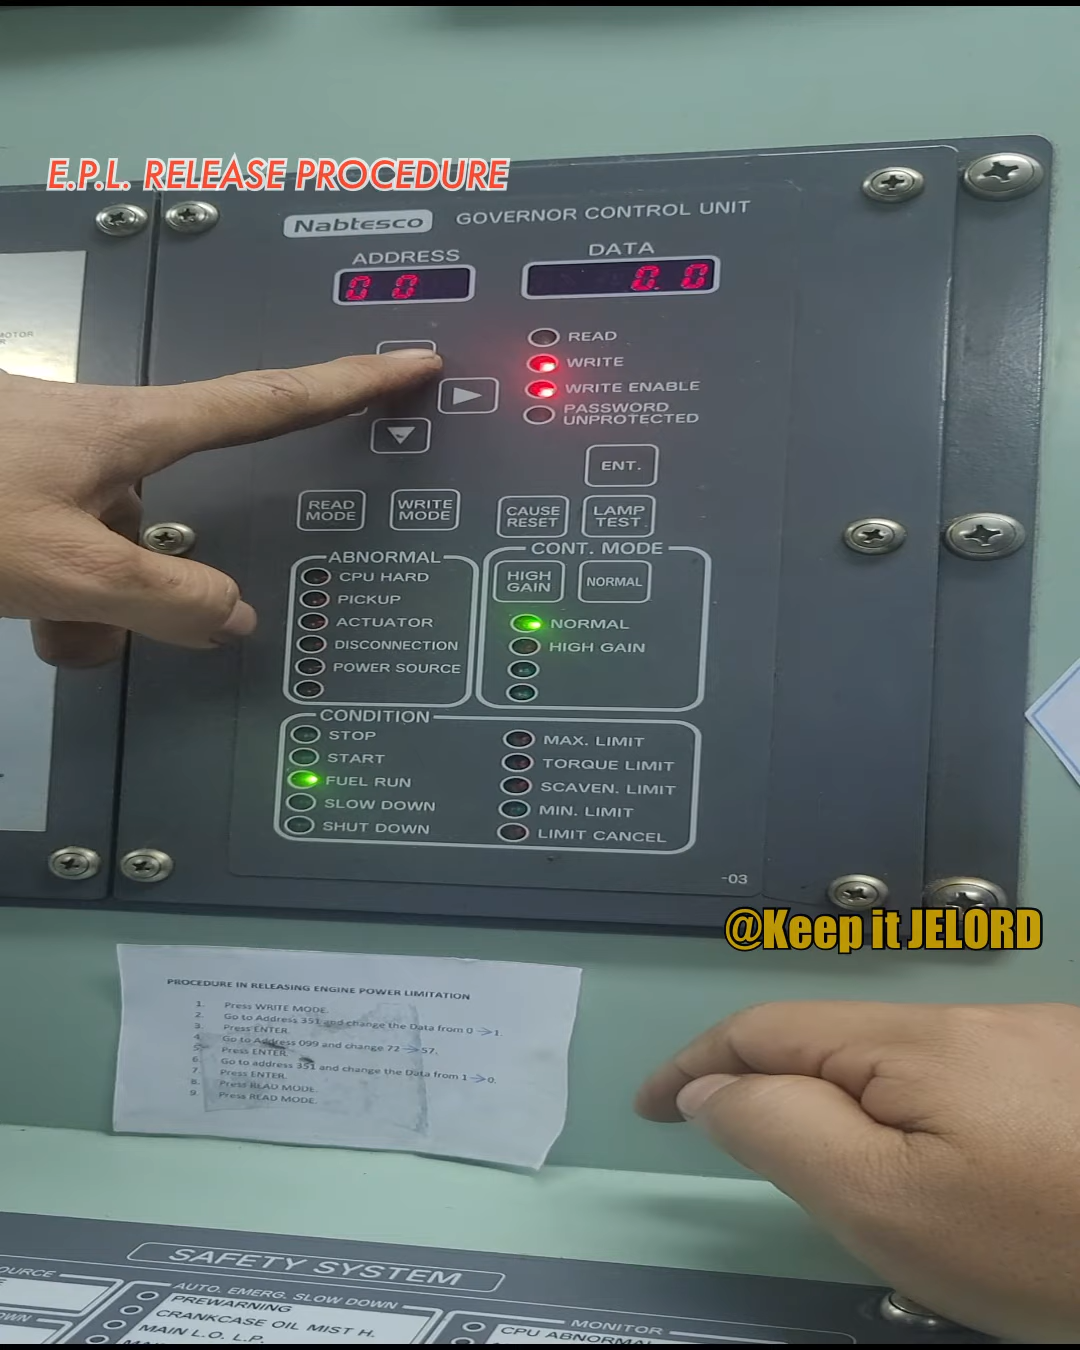 E.P.L. RELEASE PROCEDURE
Nabtesco GOVERNOR CONTROL UNIT
ADDRESS DATA
00 0.0
READ
WRITE
WRITE ENABLE
PASSWORD
UNPROTECTED
ENT.
READ MODE
WRITE MODE
CAUSE RESET
LAMP TEST
ABNORMAL
CPU HARD
PICKUP
ACTUATOR
DISCONNECTION
POWER SOURCE
CONT. MODE
HIGH GAIN
NORMAL
NORMAL
HIGH GAIN
CONDITION
STOP
START
FUEL RUN
SLOW DOWN
SHUT DOWN
MAX. LIMIT
TORQUE LIMIT
SCAVEN. LIMIT
MIN. LIMIT
LIMIT CANCEL
-03
@Keep it JELORD
PROCEDURE IN RELEASING ENGINE POWER LIMITATION
1. Press WRITE MODE.
2. Go to Address 351 and change the Data from 0 → 1.
3. Press ENTER.
4. Go to Address 099 and change 72 → 57.
5. Press ENTER
6. Go to address 351 and change the Data from 1 → 0.
7. Press ENTER.
8. Press READ MODE.
9. Press READ MODE.
SAFETY SYSTEM
AUTO. EMERG. SLOW DOWN
PREWARNING
CRANKCASE OIL MIST H.
MAIN L.O. L.P.
MONITOR
CPU ABNORMAL